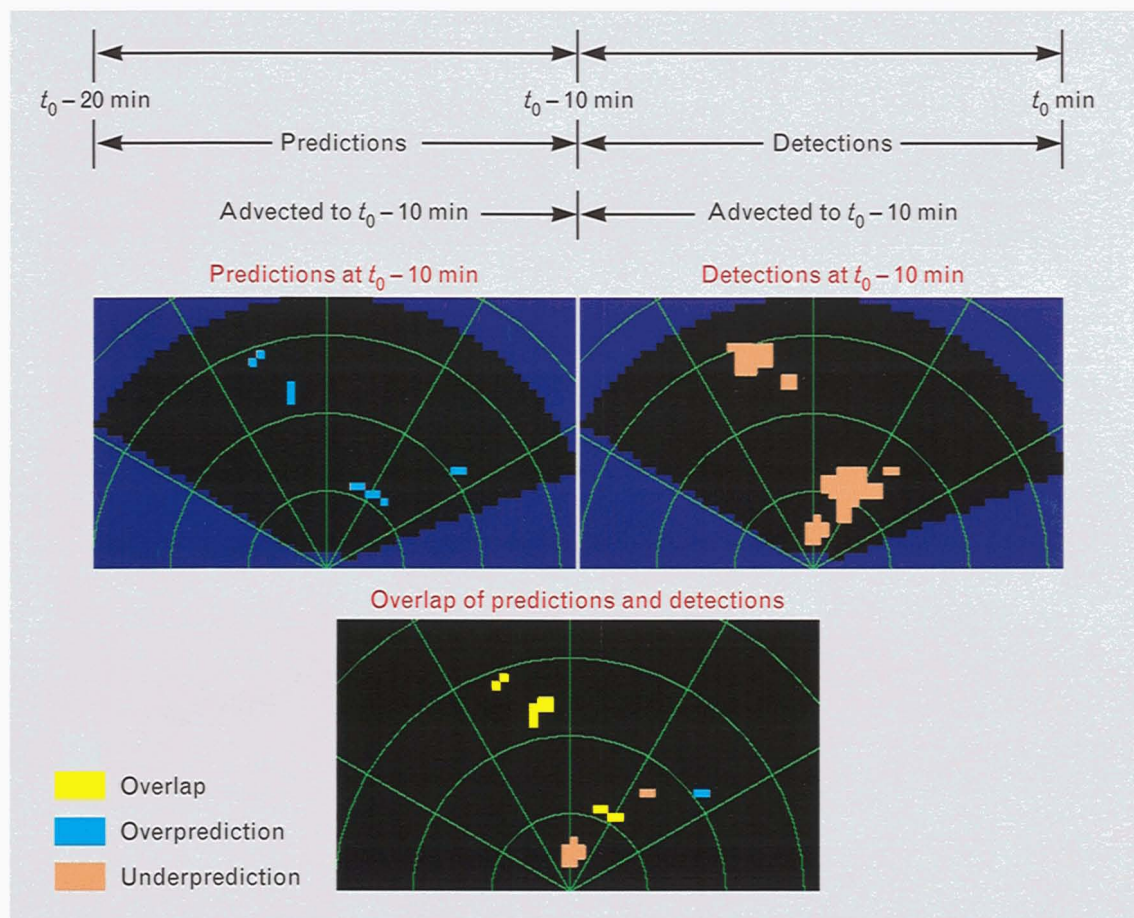 t0 – 20 min
t0 – 10 min
t0 min
Predictions
Detections
Advected to t0 – 10 min
Advected to t0 – 10 min
Predictions at t0 – 10 min
Detections at t0 – 10 min
Overlap of predictions and detections
Overlap
Overprediction
Underprediction